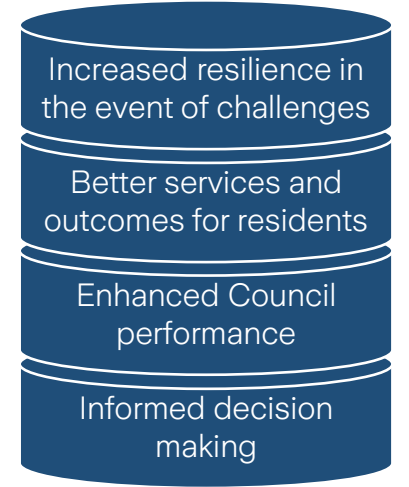 Increased resilience in
the event of challenges
Better services and
outcomes for residents
Enhanced Council
performance
Informed decision
making